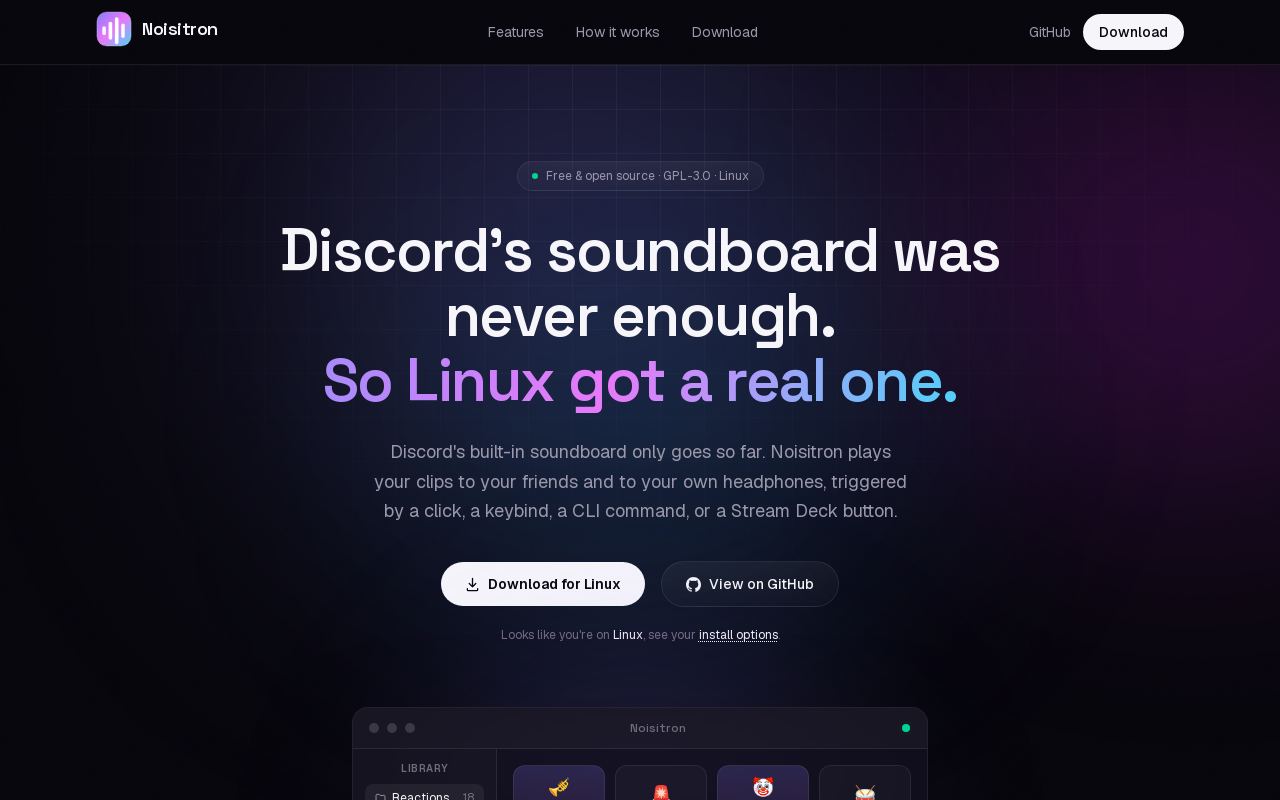 Noisitron
Features
How it works
Download
GitHub
Download
Free & open source · GPL-3.0 · Linux
Discord’s soundboard was
never enough.
So Linux got a real one.
Discord's built-in soundboard only goes so far. Noisitron plays
your clips to your friends and to your own headphones, triggered
by a click, a keybind, a CLI command, or a Stream Deck button.
Download for Linux
View on GitHub
Looks like you're on Linux, see your install options.
Noisitron
LIBRARY
Reactions 18